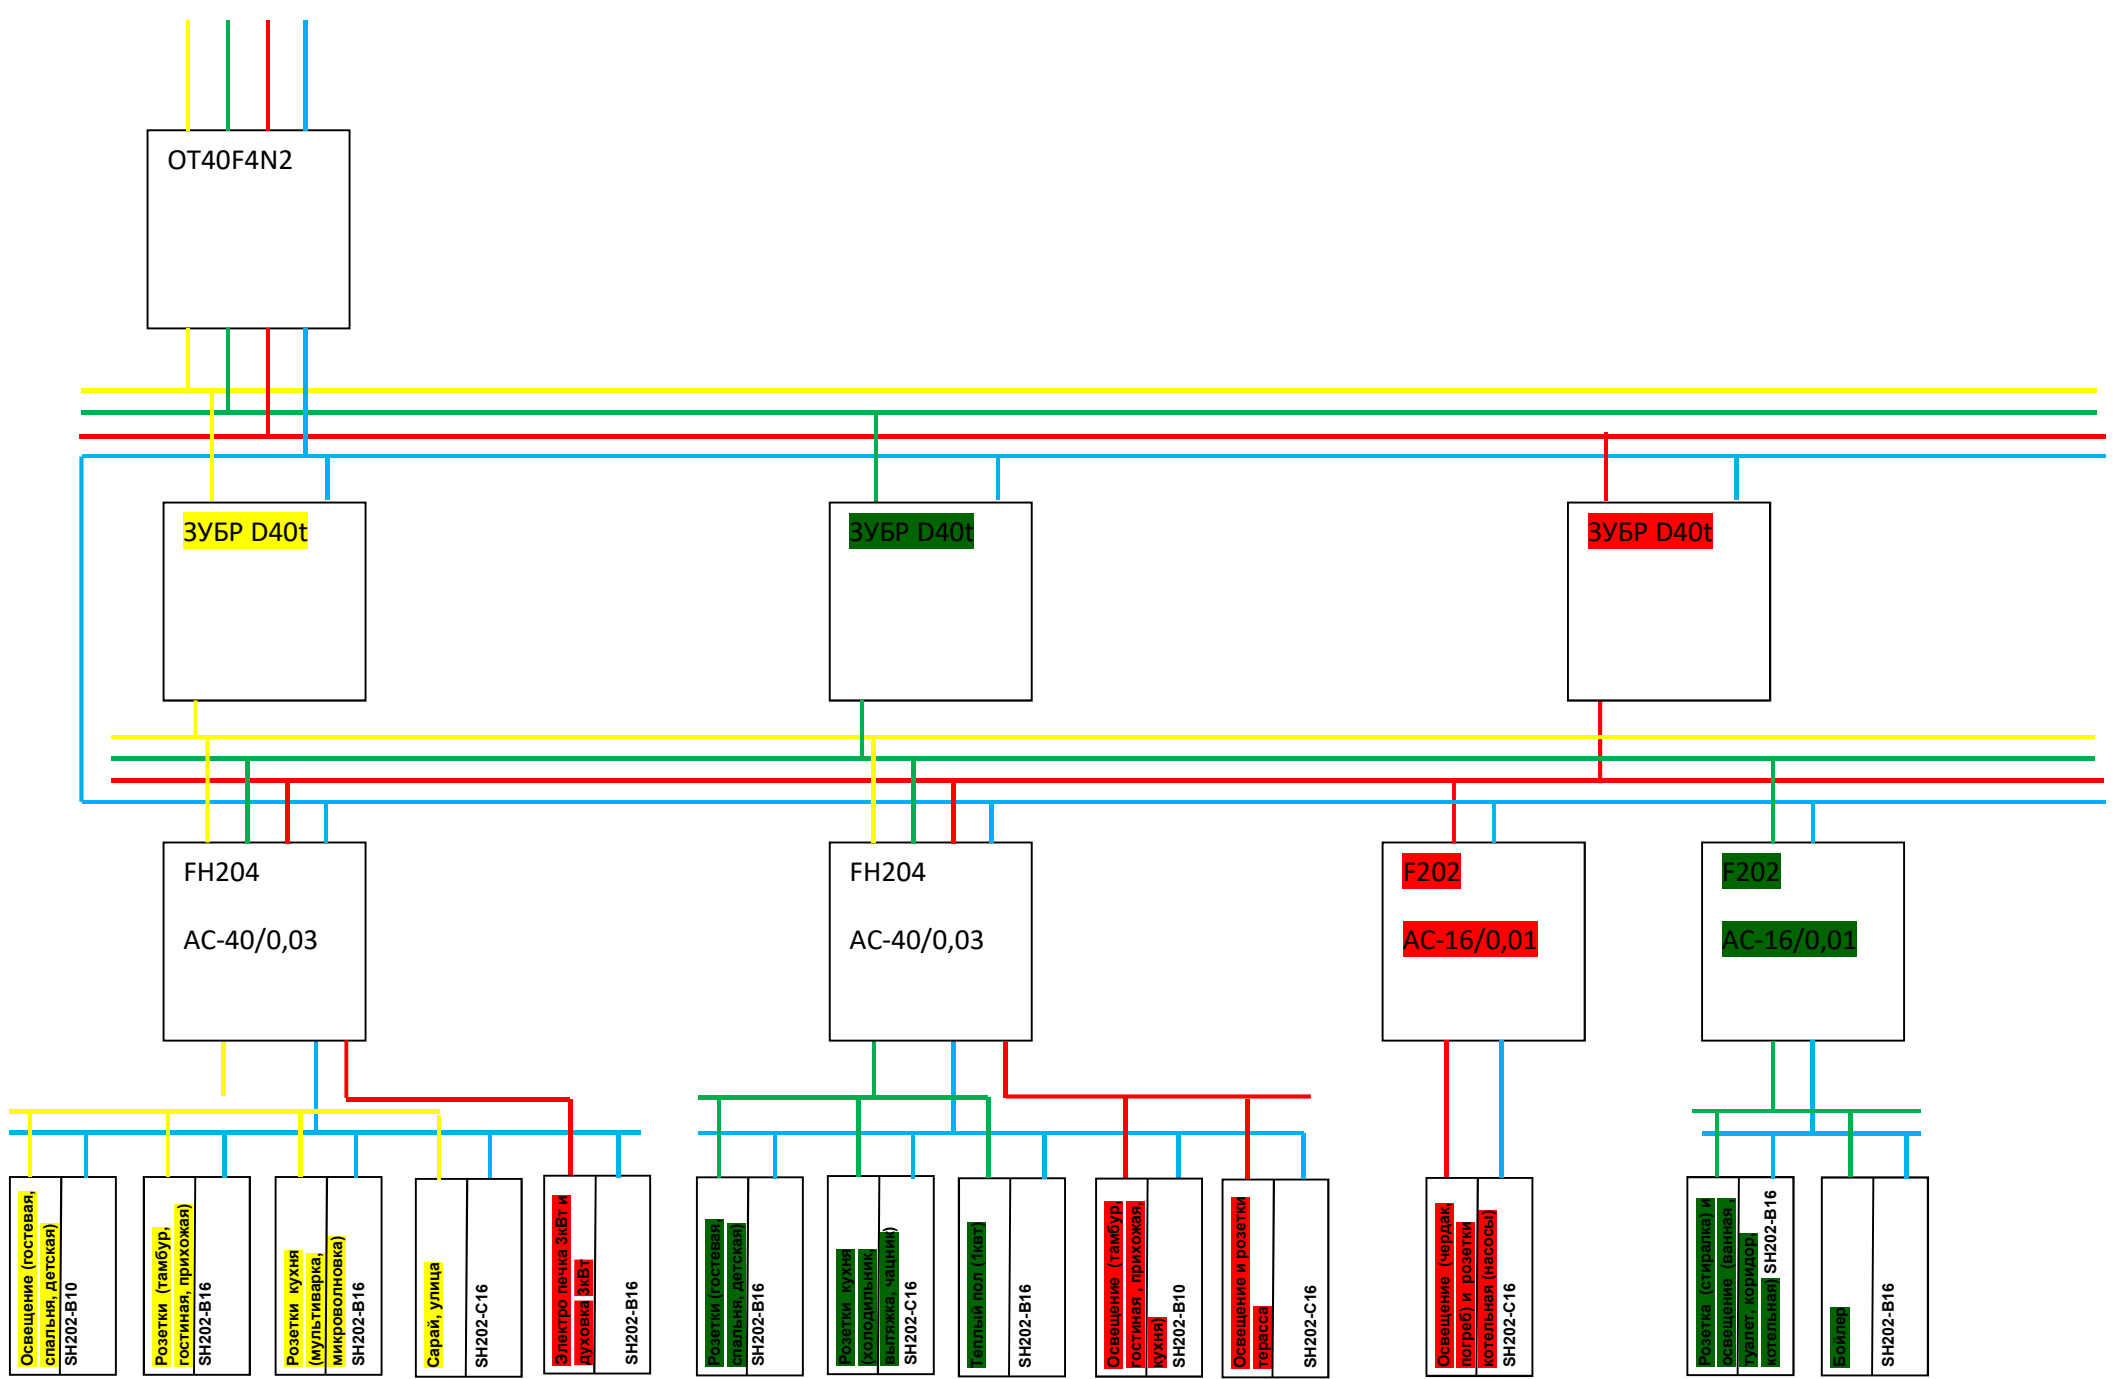 OT40F4N2
ЗУБР D40t
ЗУБР D40t
ЗУБР D40t
FH204
AC-40/0,03
FH204
AC-40/0,03
F202
AC-16/0,01
F202
AC-16/0,01
Освещение (гостевая,
спальня, детская)
SH202-B10
Розетки (тамбур,
гостиная, прихожая)
SH202-B16
Розетки кухня
(мультиварка,
микроволновка)
SH202-B16
Сарай, улица
SH202-C16
Электро печка 3кВт и
духовка 3кВт
SH202-B16
Розетки (гостевая,
спальня, детская)
SH202-B16
Розетки кухня
(холодильник,
вытяжка, чацник)
SH202-C16
Теплый пол (1квт)
SH202-B16
Освещение (тамбур,
гостиная , прихожая,
кухня)
SH202-B10
Освещение и розетки
терасса
SH202-C16
Освещение (чердак,
погреб) и розетки
котельная (насосы)
SH202-C16
Розетка (стиралка) и
освещение (ванная,
туалет, коридор,
котельная) SH202-B16
Бойлер
SH202-B16